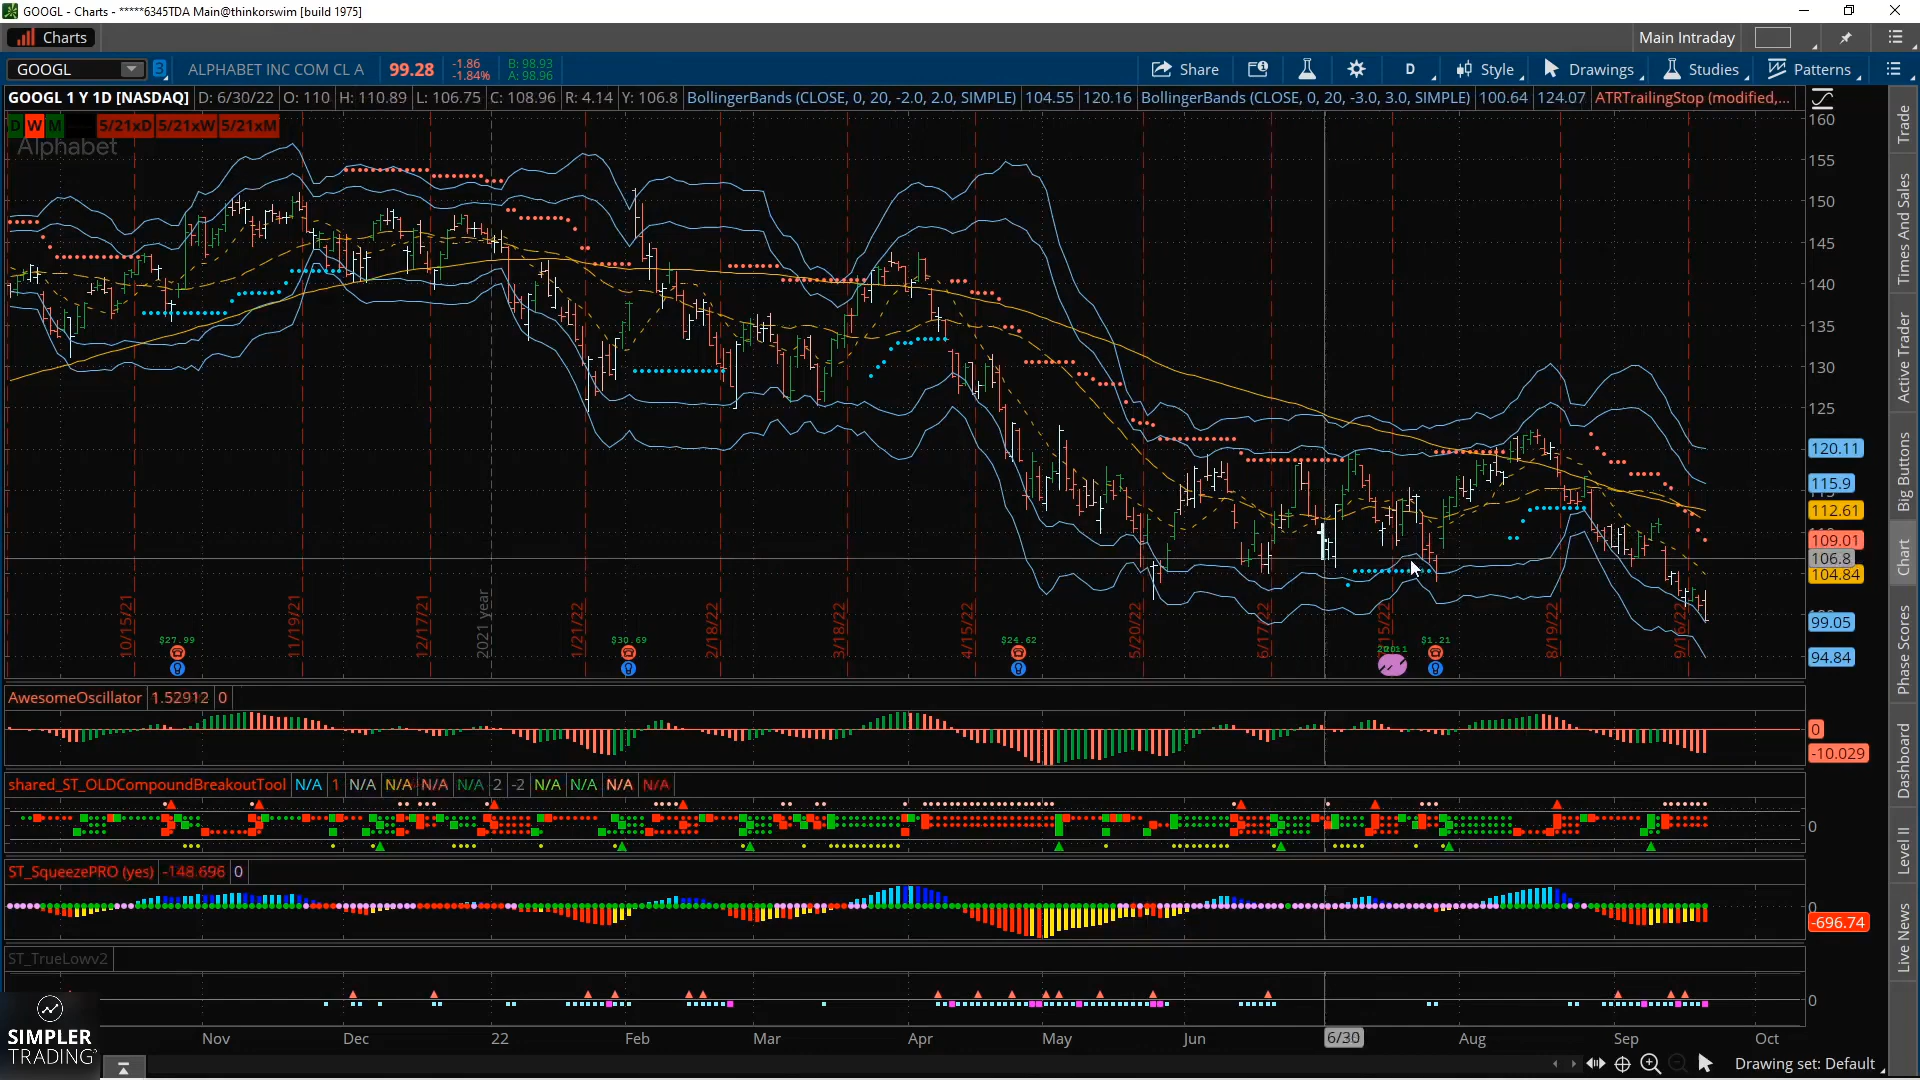 GOOGL - Charts - *****6345TDA Main@thinkorswim [build 1975]
Charts
Main Intraday
GOOGL
3
ALPHABET INC COM CL A
99.28
-1.86
-1.84%
B: 98.93
A: 98.96
Share
D
Style
Drawings
Studies
Patterns
GOOGL 1 Y 1D [NASDAQ] D: 6/30/22 O: 110 H: 110.89 L: 106.75 C: 108.96 R: 4.14 Y: 106.8 BollingerBands (CLOSE, 0, 20, -2.0, 2.0, SIMPLE) 104.55 120.16 BollingerBands (CLOSE, 0, 20, -3.0, 3.0, SIMPLE) 100.64 124.07 ATRTrailingStop (modified,...
D W M 5/21xD 5/21xW 5/21xM
Alphabet
160
155
150
145
140
135
130
125
120.11
115.9
112.61
109.01
106.8
104.84
99.05
94.84
10/15/21
11/19/21
12/17/21
2021 year
1/21/22
2/18/22
3/18/22
4/15/22
5/20/22
6/17/22
8/19/22
$27.99
$30.69
$24.62
$1.21
AwesomeOscillator 1.52912 0
0
-10.029
shared_ST_OLDCompoundBreakoutTool N/A 1 N/A N/A N/A N/A 2 -2 N/A N/A N/A N/A
0
ST_SqueezePRO (yes) -148.696 0
0
-696.74
ST_TrueLowv2
0
Nov Dec 22 Feb Mar Apr May Jun 6/30 Aug Sep Oct
SIMPLER
TRADING
Drawing set: Default
Trade
Times And Sales
Active Trader
Big Buttons
Chart
Phase Scores
Dashboard
Level II
Live News